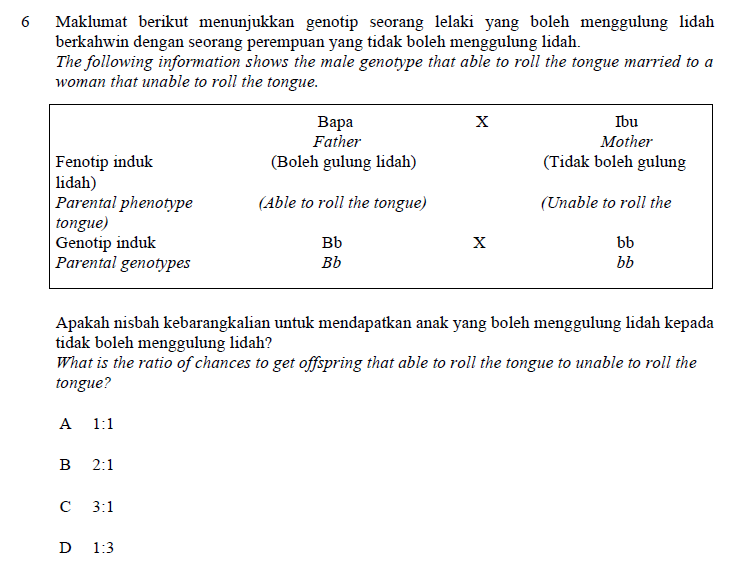 6 Maklumat berikut menunjukkan genotip seorang lelaki yang boleh menggulung lidah
berkahwin dengan seorang perempuan yang tidak boleh menggulung lidah.
The following information shows the male genotype that able to roll the tongue married to a
woman that unable to roll the tongue.
Bapa X Ibu
Father Mother
Fenotip induk (Boleh gulung lidah) (Tidak boleh gulung
lidah)
Parental phenotype (Able to roll the tongue) (Unable to roll the
tongue)
Genotip induk Bb X bb
Parental genotypes Bb bb
Apakah nisbah kebarangkalian untuk mendapatkan anak yang boleh menggulung lidah kepada
tidak boleh menggulung lidah?
What is the ratio of chances to get offspring that able to roll the tongue to unable to roll the
tongue?
A 1:1
B 2:1
C 3:1
D 1:3